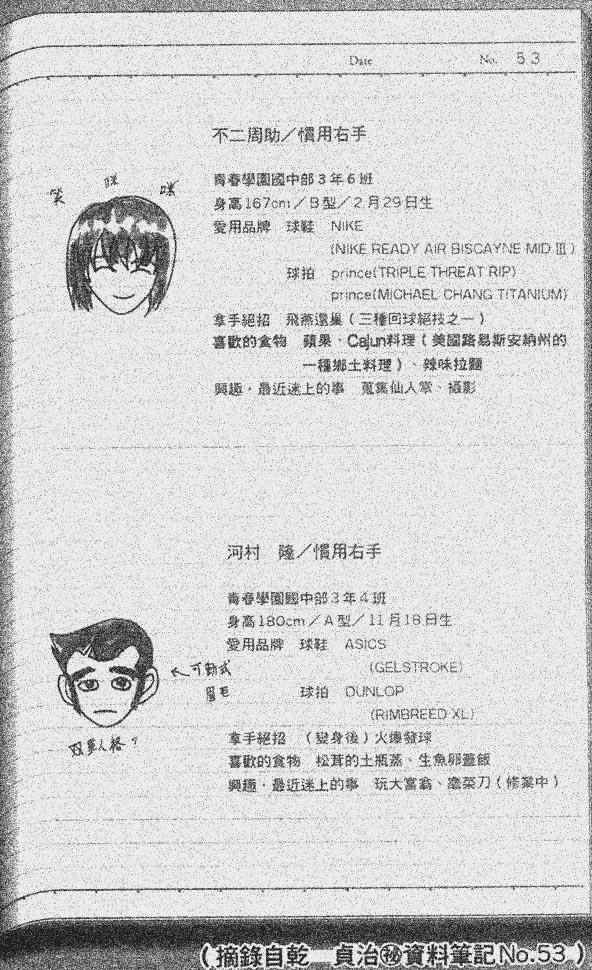 Date No. 53
不二周助／慣用右手
笑 咪 咪
青春學園國中部3年6班
身高167cm／B型／2月29日生
愛用品牌 球鞋 NIKE
(NIKE READY AIR BISCAYNE MID Ⅲ)
球拍 prince(TRIPLE THREAT RIP)
prince(MICHAEL CHANG TITANIUM)
拿手絕招 飛燕還巢(三種回球絕技之一)
喜歡的食物 蘋果、Cajun料理(美國路易斯安納州的
一種鄉土料理)、辣味拉麵
興趣・最近迷上的事 蒐集仙人掌、攝影
河村 隆／慣用右手
青春學園國中部3年4班
身高180cm／A型／11月18日生
愛用品牌 球鞋 ASICS
(GELSTROKE)
←可動式
眉毛
球拍 DUNLOP
(RIMBREED XL)
雙重人格?
拿手絕招 (變身後)火爆發球
喜歡的食物 松茸的土瓶蒸、生魚卵蓋飯
興趣・最近迷上的事 玩大富翁、磨菜刀(修業中)
(摘錄自乾 貞治㊙資料筆記No.53)